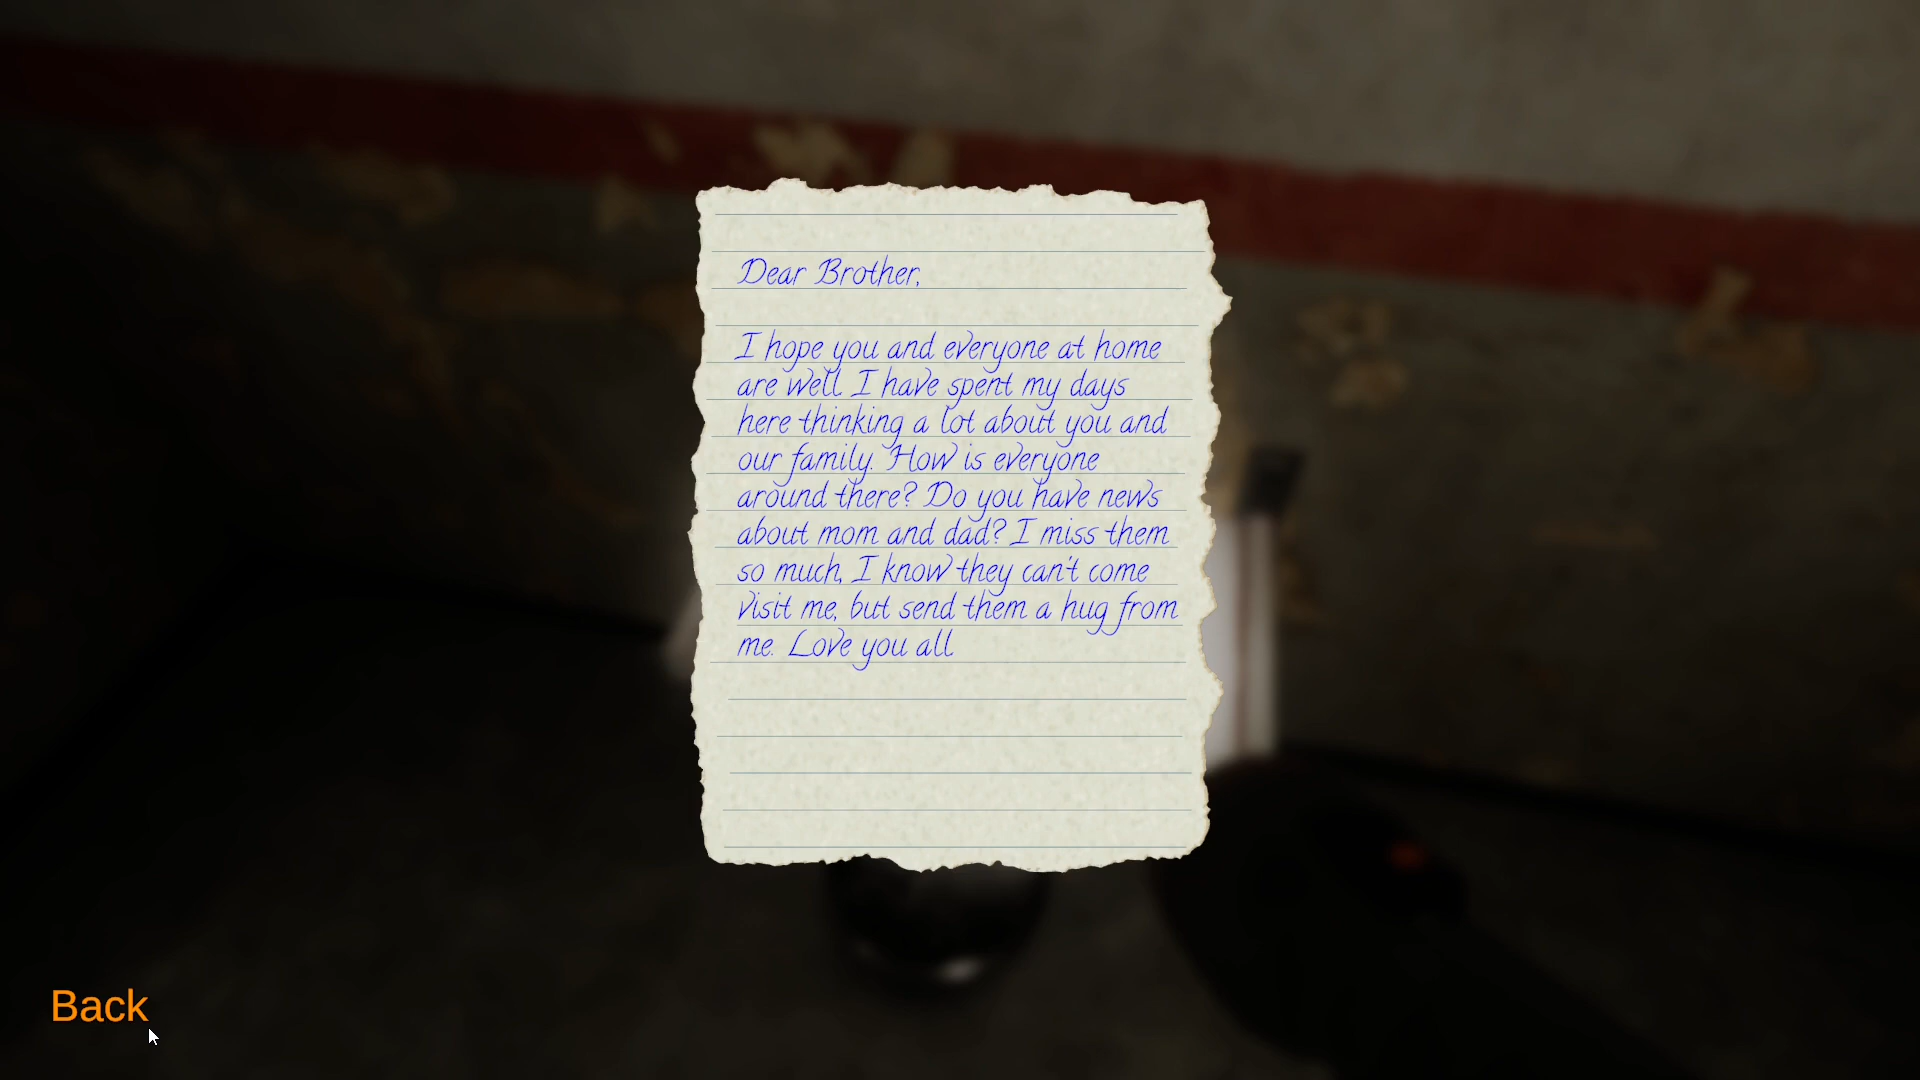 Dear Brother,
I hope you and everyone at home
are well. I have spent my days
here thinking a lot about you and
our family. How is everyone
around there? Do you have news
about mom and dad? I miss them
so much, I know they can't come
visit me, but send them a hug from
me. Love you all.
Back